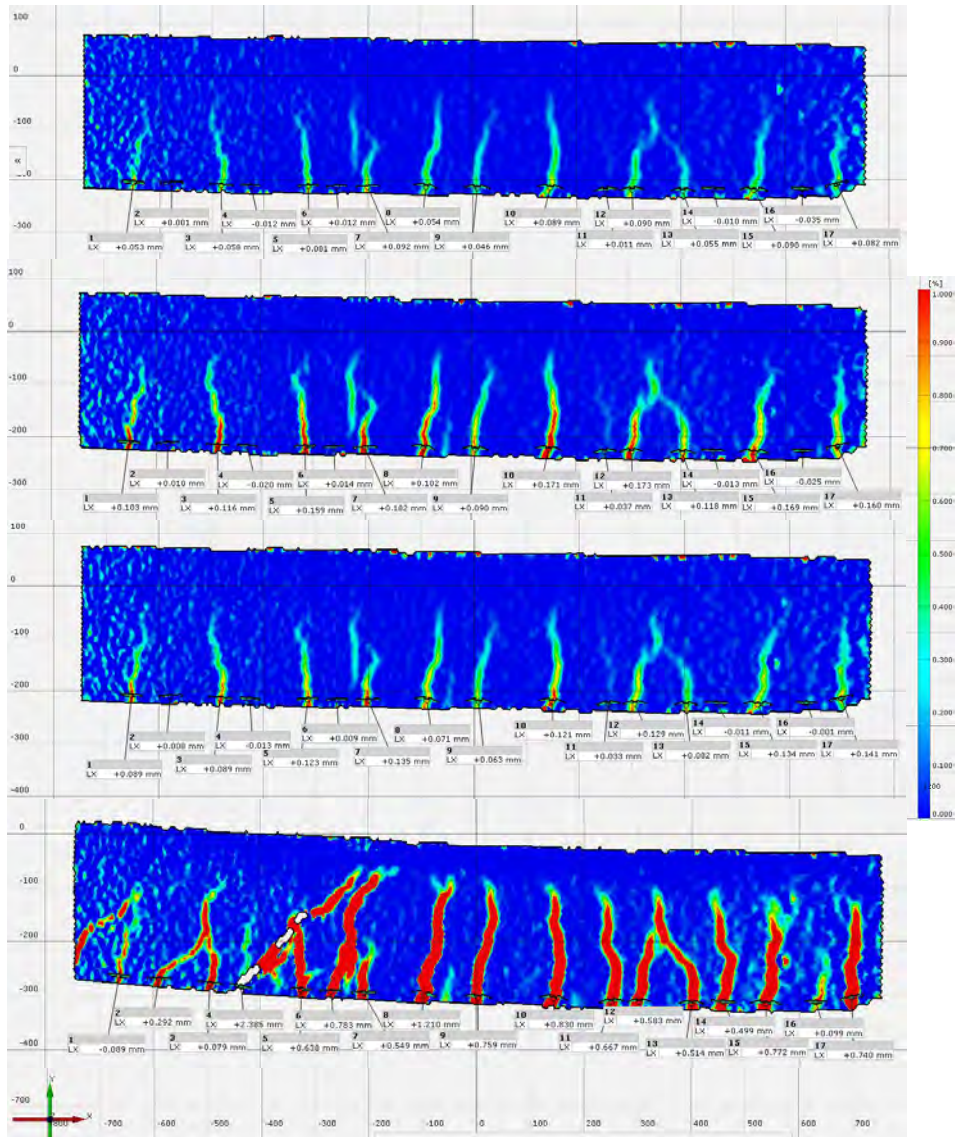 100
0
-100
«
-300
2
LX +0.001 mm
4
LX -0.012 mm
6
LX +0.012 mm
8
LX +0.054 mm
10
LX +0.089 mm
12
LX +0.090 mm
14
LX -0.010 mm
16
LX -0.035 mm
1
LX +0.053 mm
3
LX +0.058 mm
5
LX +0.081 mm
7
LX +0.092 mm
9
LX +0.046 mm
11
LX +0.011 mm
13
LX +0.055 mm
15
LX +0.090 mm
17
LX +0.082 mm
100
0
-100
-200
-300
2
LX +0.010 mm
4
LX -0.020 mm
6
LX +0.014 mm
8
LX +0.102 mm
10
LX +0.171 mm
12
LX +0.173 mm
14
LX -0.013 mm
16
LX -0.025 mm
1
LX +0.103 mm
3
LX +0.116 mm
5
LX +0.159 mm
7
LX +0.182 mm
9
LX +0.090 mm
11
LX +0.037 mm
13
LX +0.118 mm
15
LX +0.169 mm
17
LX +0.160 mm
[%]
1.000
0.900
0.800
0.700
0.600
0.500
0.400
0.300
0.200
0.100
0.000
100
0
-100
-200
-300
-400
2
LX +0.008 mm
4
LX -0.013 mm
6
LX +0.009 mm
8
LX +0.071 mm
10
LX +0.121 mm
12
LX +0.129 mm
14
LX -0.011 mm
16
LX -0.001 mm
1
LX +0.089 mm
3
LX +0.089 mm
5
LX +0.123 mm
7
LX +0.135 mm
9
LX +0.063 mm
11
LX +0.033 mm
13
LX +0.082 mm
15
LX +0.134 mm
17
LX +0.141 mm
0
-100
-200
-300
-400
-700
2
LX +0.292 mm
4
LX +2.385 mm
6
LX +0.783 mm
8
LX +1.210 mm
10
LX +0.830 mm
12
LX +0.583 mm
14
LX +0.499 mm
16
LX +0.099 mm
1
LX -0.089 mm
3
LX +0.079 mm
5
LX +0.630 mm
7
LX +0.549 mm
9
LX +0.759 mm
11
LX +0.667 mm
13
LX +0.514 mm
15
LX +0.772 mm
17
LX +0.740 mm
Y
X
-800 -700 -600 -500 -400 -300 -200 -100 0 100 200 300 400 500 600 700